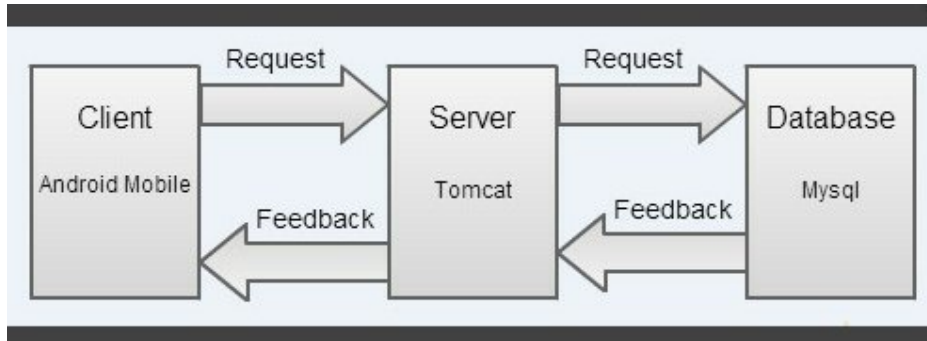 Request
Request
Client
Server
Database
Android Mobile
Tomcat
Mysql
Feedback
Feedback